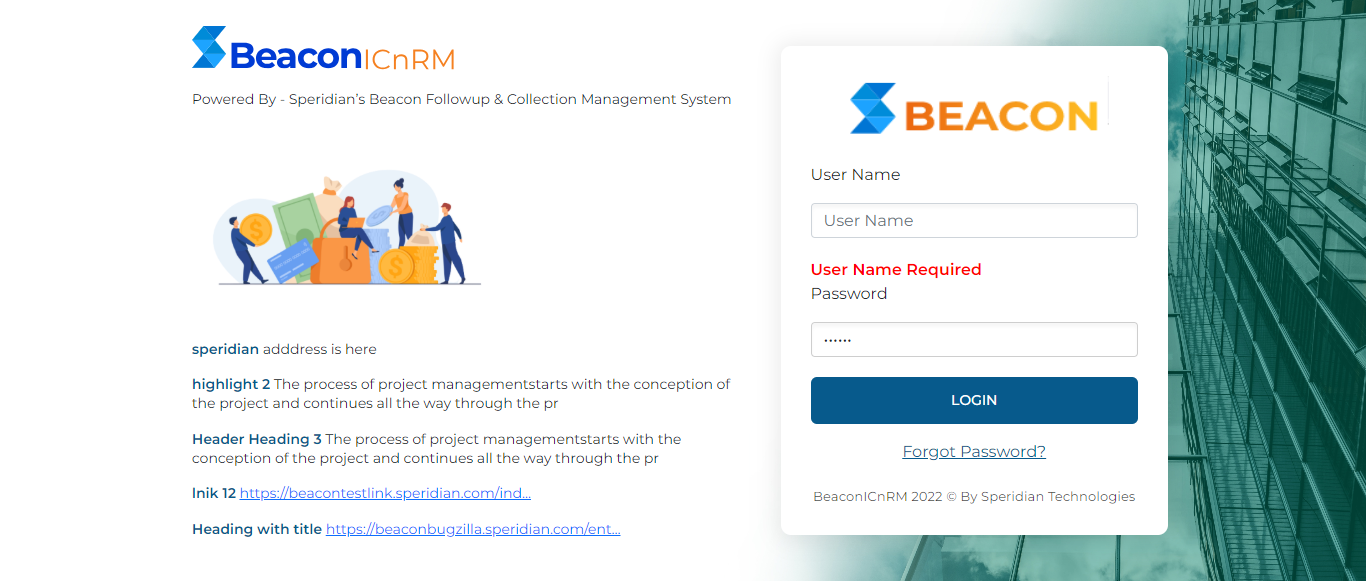 BeaconICnRM
Powered By - Speridian’s Beacon Followup & Collection Management System
speridian adddress is here
highlight 2 The process of project managementstarts with the conception of
the project and continues all the way through the pr
Header Heading 3 The process of project managementstarts with the
conception of the project and continues all the way through the pr
lnik 12 https://beacontestlink.speridian.com/ind...
Heading with title https://beaconbugzilla.speridian.com/ent...
BEACON
User Name
User Name
User Name Required
Password
••••••
LOGIN
Forgot Password?
BeaconICnRM 2022 © By Speridian Technologies